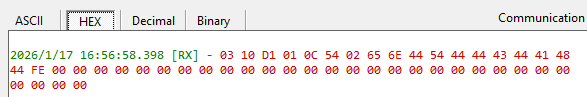 ASCII HEX Decimal Binary Communication
2026/1/17 16:56:58.398 [RX] - 03 10 D1 01 0C 54 02 65 6E 44 54 44 44 43 44 41 48
44 FE 00 00 00 00 00 00 00 00 00 00 00 00 00 00 00 00 00 00 00 00 00 00 00 00
00 00 00 00